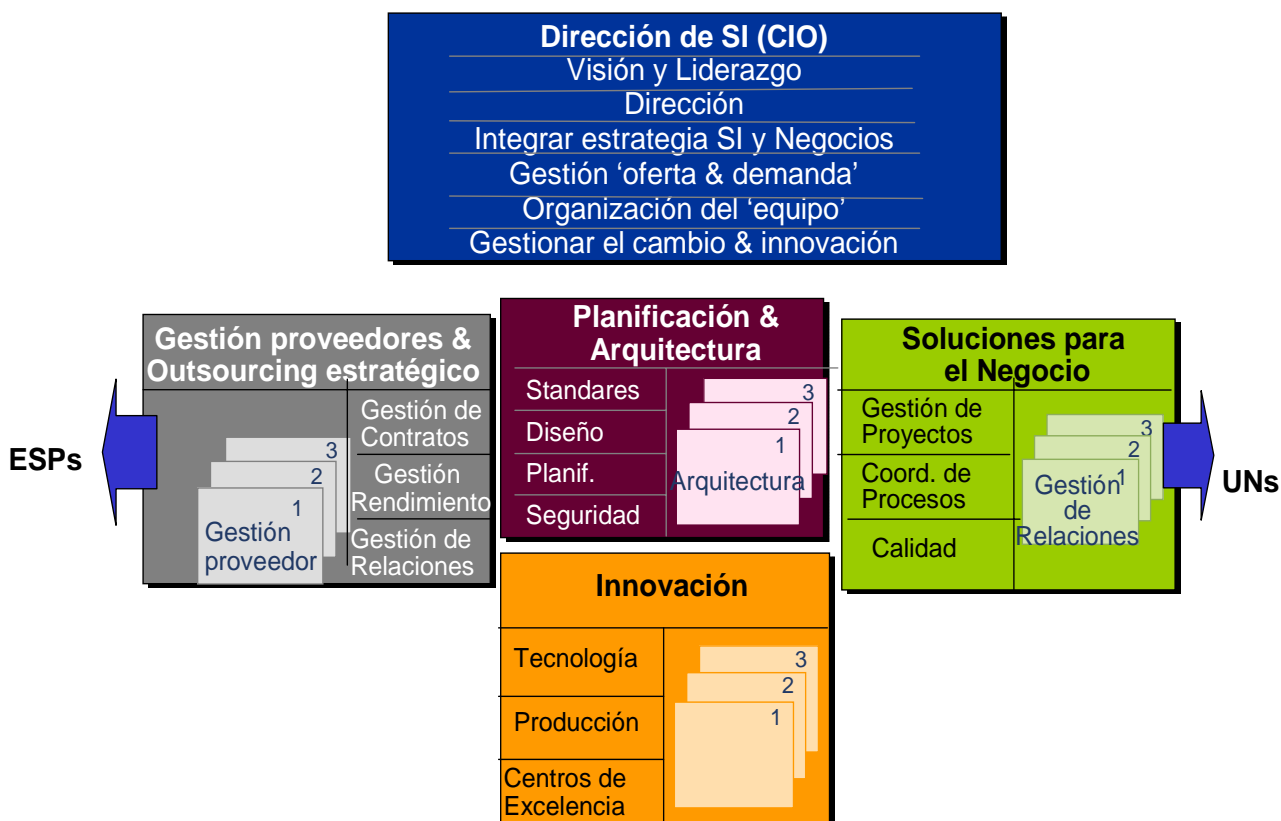 Dirección de SI (CIO)
Visión y Liderazgo
Dirección
Integrar estrategia SI y Negocios
Gestión ‘oferta & demanda’
Organización del ‘equipo’
Gestionar el cambio & innovación
ESPs
Gestión proveedores &
Outsourcing estratégico
3
2
1
Gestión
proveedor
Gestión de
Contratos
Gestión
Rendimiento
Gestión de
Relaciones
Planificación &
Arquitectura
Standares
Diseño
Planif.
Seguridad
3
2
1
Arquitectura
Soluciones para
el Negocio
Gestión de
Proyectos
Coord. de
Procesos
Calidad
3
2
1
Gestión
de
Relaciones
UNs
Innovación
Tecnología
Producción
Centros de
Excelencia
3
2
1